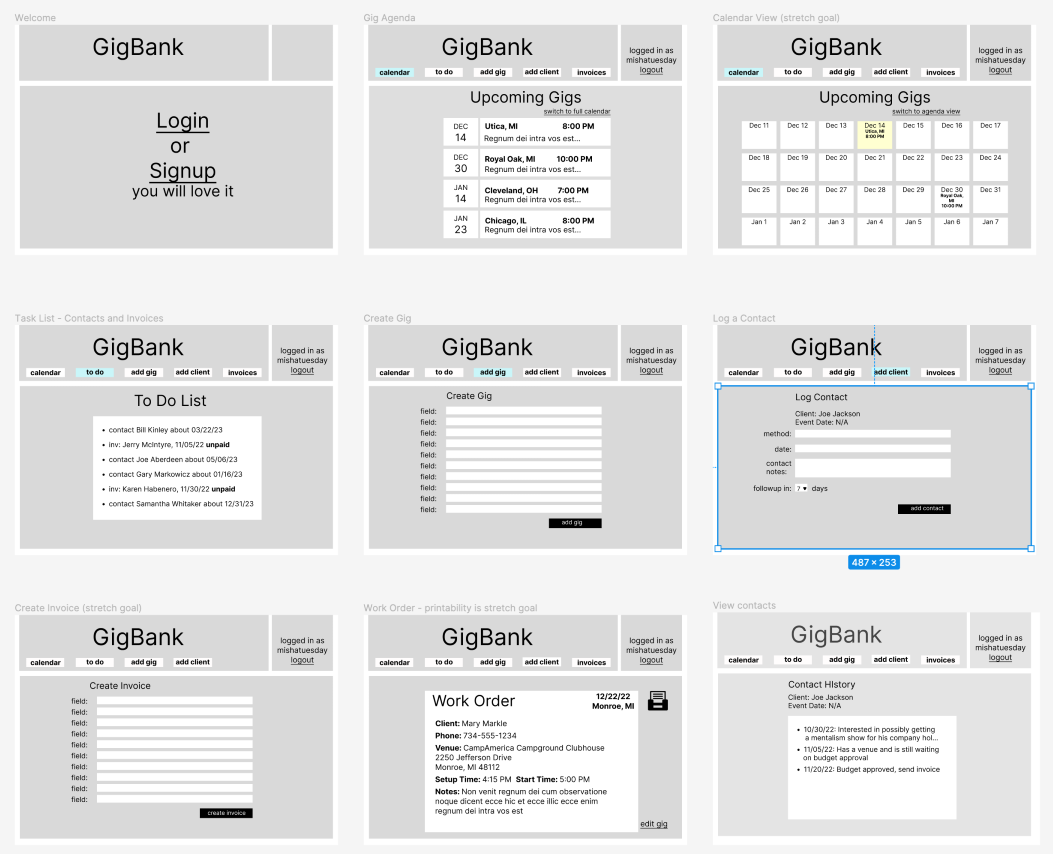 Welcome
GigBank
Login
or
Signup
you will love it
Gig Agenda
GigBank
logged in as
mishatuesday
logout
calendar to do add gig add client invoices
Upcoming Gigs
switch to full calendar
DEC
14
Utica, MI 8:00 PM
Regnum dei intra vos est...
DEC
30
Royal Oak, MI 10:00 PM
Regnum dei intra vos est...
JAN
14
Cleveland, OH 7:00 PM
Regnum dei intra vos est...
JAN
23
Chicago, IL 8:00 PM
Regnum dei intra vos est...
Calendar View (stretch goal)
GigBank
logged in as
mishatuesday
logout
calendar to do add gig add client invoices
Upcoming Gigs
switch to agenda view
Dec 11 Dec 12 Dec 13 Dec 14 Dec 15 Dec 16 Dec 17
Utica, MI
8:00 PM
Dec 18 Dec 19 Dec 20 Dec 21 Dec 22 Dec 23 Dec 24
Dec 25 Dec 26 Dec 27 Dec 28 Dec 29 Dec 30 Dec 31
Royal Oak,
MI
10:00 PM
Jan 1 Jan 2 Jan 3 Jan 4 Jan 5 Jan 6 Jan 7
Task List - Contacts and Invoices
GigBank
logged in as
mishatuesday
logout
calendar to do add gig add client invoices
To Do List
• contact Bill Kinley about 03/22/23
• inv: Jerry McIntyre, 11/05/22 unpaid
• contact Joe Aberdeen about 05/06/23
• contact Gary Markowicz about 01/16/23
• inv: Karen Habenero, 11/30/22 unpaid
• contact Samantha Whitaker about 12/31/23
Create Gig
GigBank
logged in as
mishatuesday
logout
calendar to do add gig add client invoices
Create Gig
field:
field:
field:
field:
field:
field:
field:
field:
field:
field:
add gig
Log a Contact
GigBank
logged in as
mishatuesday
logout
calendar to do add gig add client invoices
Log Contact
Client: Joe Jackson
Event Date: N/A
method:
date:
contact
notes:
followup in: 7 ▾ days
add contact
487 × 253
Create Invoice (stretch goal)
GigBank
logged in as
mishatuesday
logout
calendar to do add gig add client
Create Invoice
field:
field:
field:
field:
field:
field:
field:
field:
field:
field:
create invoice
Work Order - printability is stretch goal
GigBank
logged in as
mishatuesday
logout
calendar to do add gig add client invoices
Work Order
12/22/22
Monroe, MI
Client: Mary Markle
Phone: 734-555-1234
Venue: CampAmerica Campground Clubhouse
2250 Jefferson Drive
Monroe, MI 48112
Setup Time: 4:15 PM Start Time: 5:00 PM
Notes: Non venit regnum dei cum observatione
noque dicent ecce hic et ecce illic ecce enim
regnum dei intra vos est
edit gig
View contacts
GigBank
logged in as
mishatuesday
logout
calendar to do add gig add client invoices
Contact HIstory
Client: Joe Jackson
Event Date: N/A
• 10/30/22: Interested in possibly getting
a mentalism show for his company hol...
• 11/05/22: Has a venue and is still waiting
on budget approval
• 11/20/22: Budget approved, send invoice